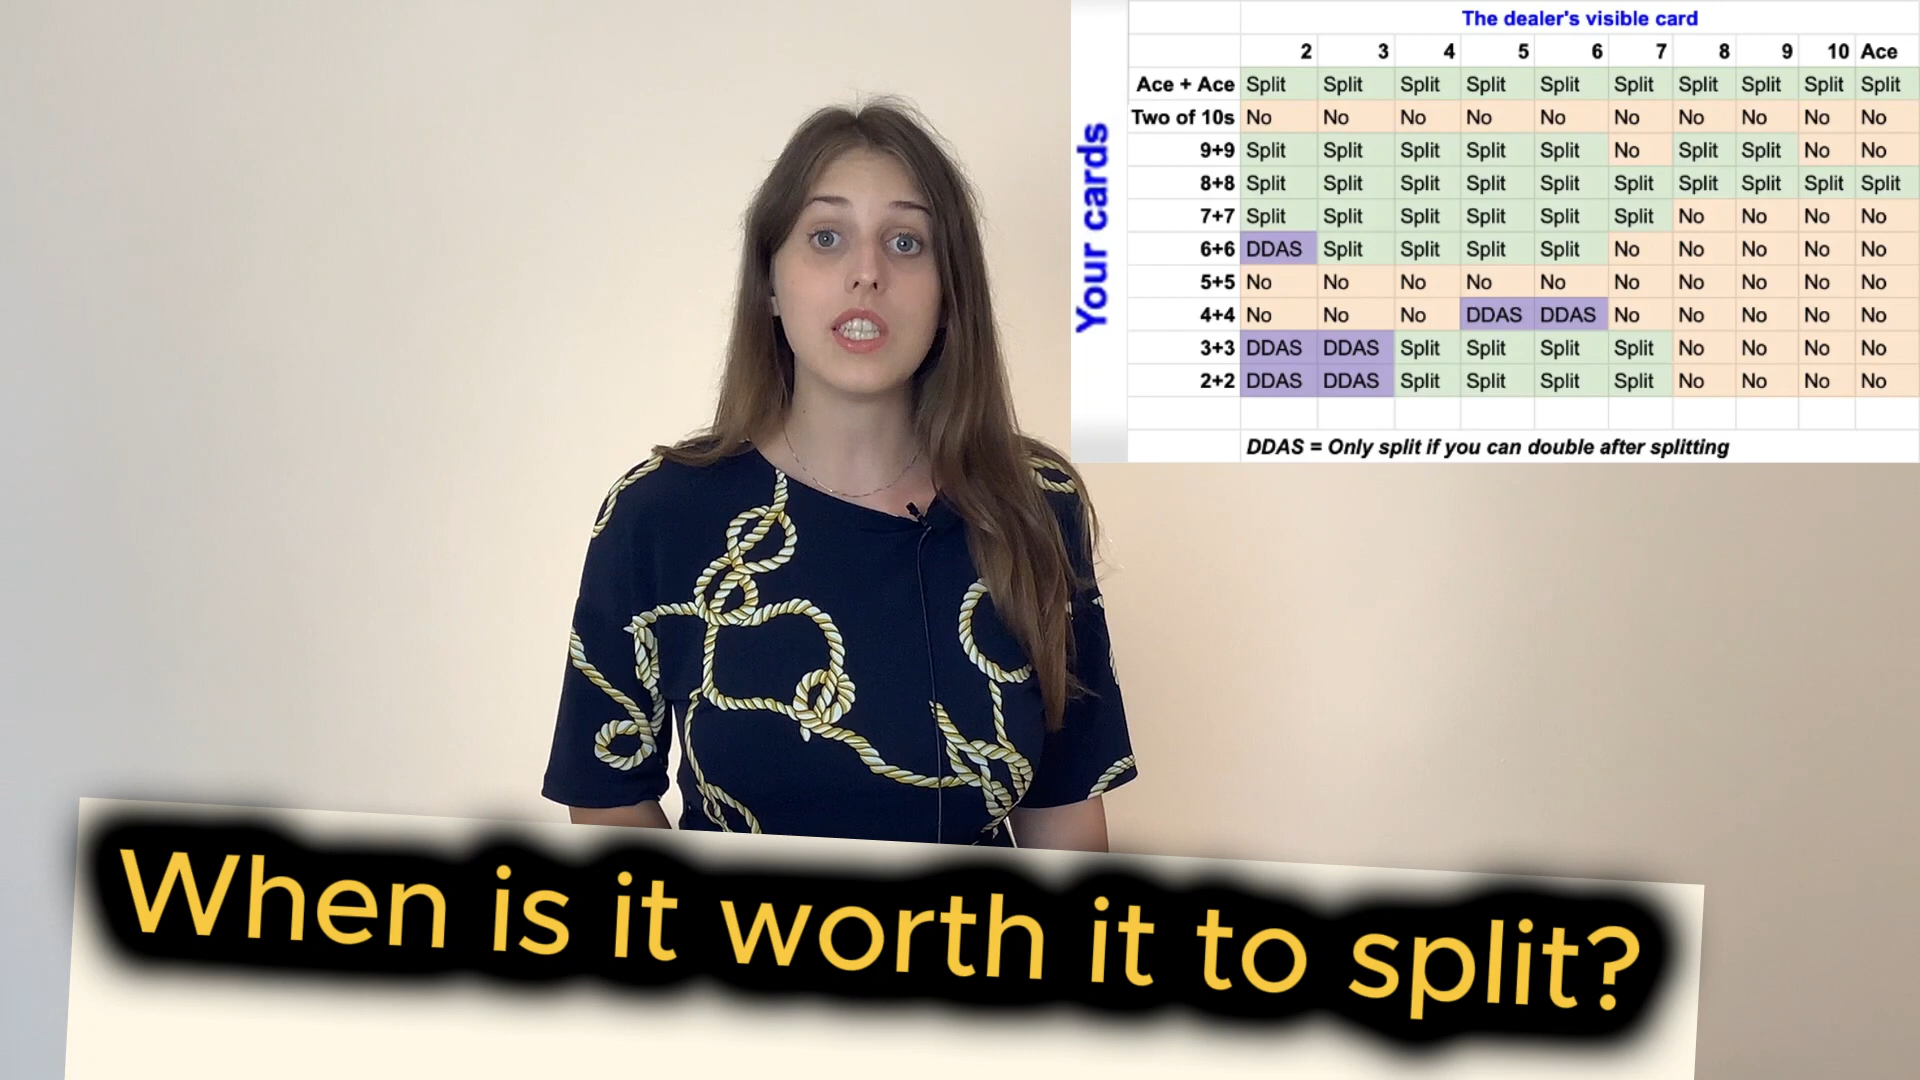 The dealer's visible card
2 3 4 5 6 7 8 9 10 Ace
Your cards
Ace + Ace Split Split Split Split Split Split Split Split Split Split
Two of 10s No No No No No No No No No No
9+9 Split Split Split Split Split No Split Split No No
8+8 Split Split Split Split Split Split Split Split Split Split
7+7 Split Split Split Split Split Split No No No No
6+6 DDAS Split Split Split Split No No No No No
5+5 No No No No No No No No No No
4+4 No No No DDAS DDAS No No No No No
3+3 DDAS DDAS Split Split Split Split No No No No
2+2 DDAS DDAS Split Split Split Split No No No No
DDAS = Only split if you can double after splitting
When is it worth it to split?